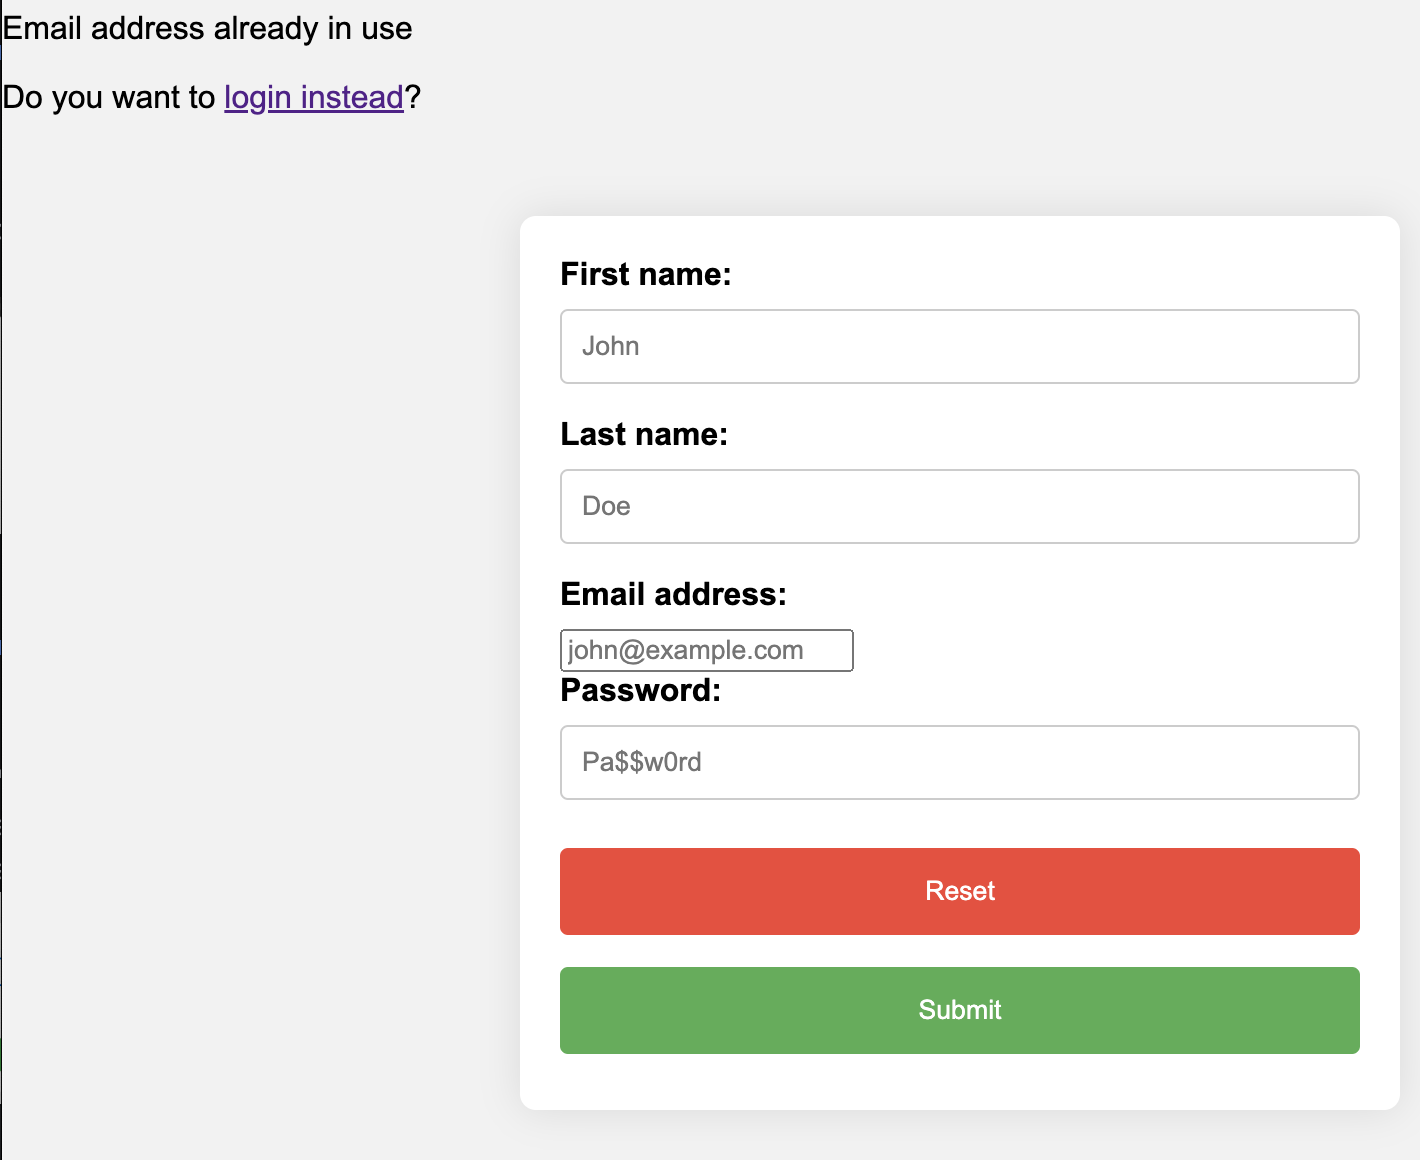 Email address already in use
Do you want to login instead?
First name:
John
Last name:
Doe
Email address:
john@example.com
Password:
Pa$$w0rd
Reset
Submit